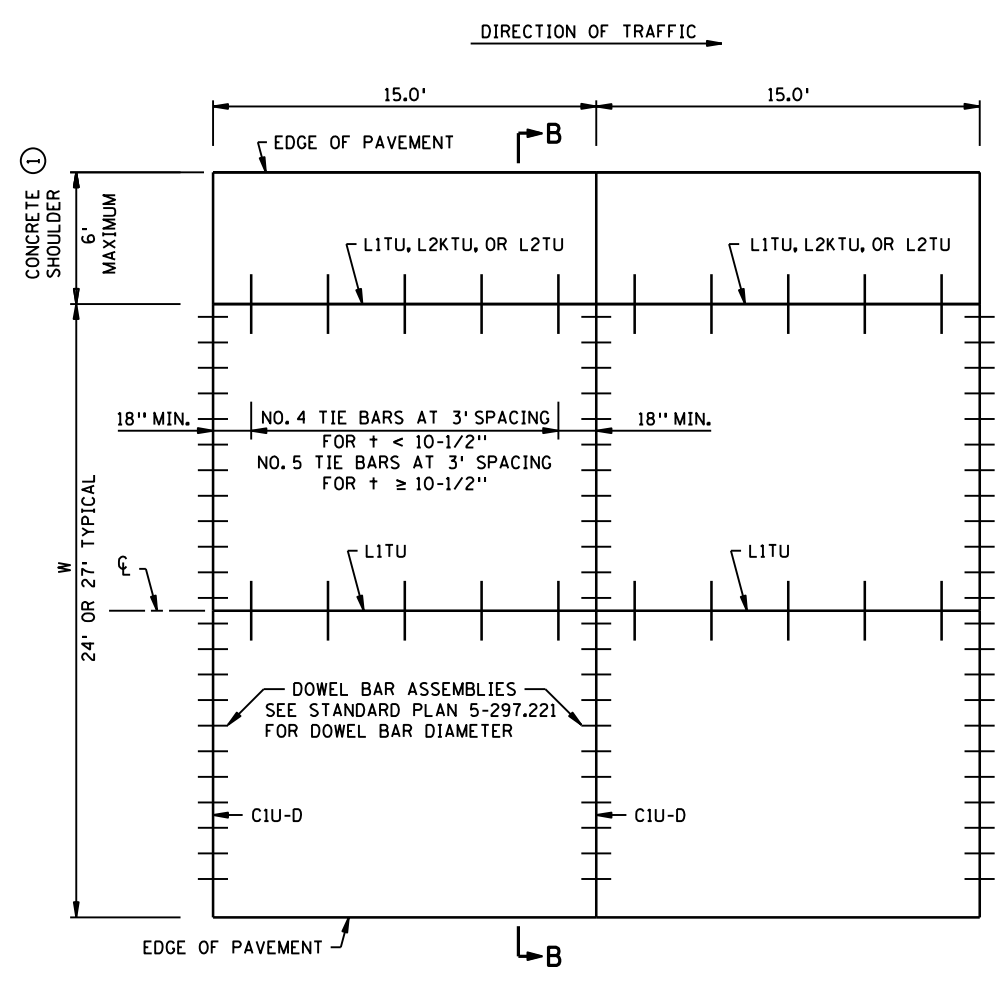 DIRECTION OF TRAFFIC
15.0'
15.0'
B
EDGE OF PAVEMENT
1
CONCRETE
SHOULDER
6'
MAXIMUM
L1TU, L2KTU, OR L2TU
L1TU, L2KTU, OR L2TU
18" MIN.
NO. 4 TIE BARS AT 3' SPACING
FOR t < 10-1/2"
NO. 5 TIE BARS AT 3' SPACING
FOR t ≥ 10-1/2"
18" MIN.
W
24' OR 27' TYPICAL
℄
L1TU
L1TU
DOWEL BAR ASSEMBLIES
SEE STANDARD PLAN 5-297.221
FOR DOWEL BAR DIAMETER
C1U-D
C1U-D
EDGE OF PAVEMENT
B